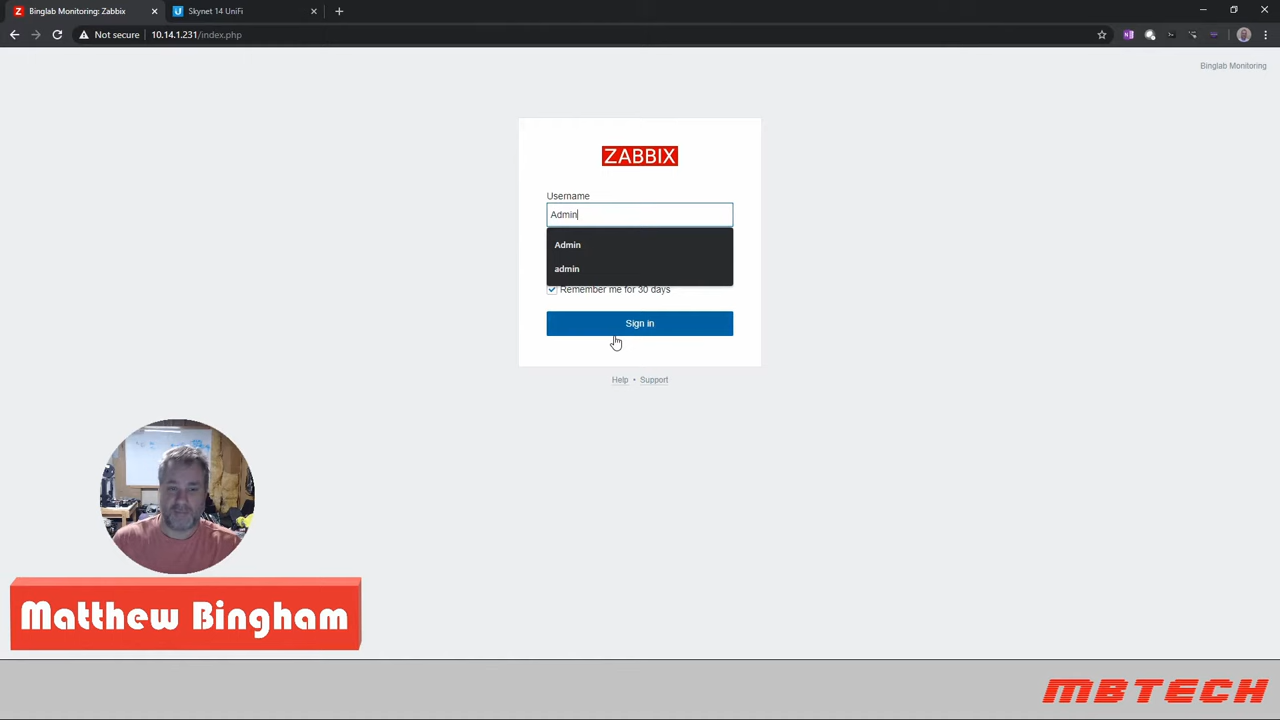 Binglab Monitoring: Zabbix
Skynet 14 UniFi
Not secure
10.14.1.231/index.php
Binglab Monitoring
ZABBIX
Username
Admin
Admin
admin
Remember me for 30 days
Sign in
Help • Support
Matthew Bingham
MBTECH